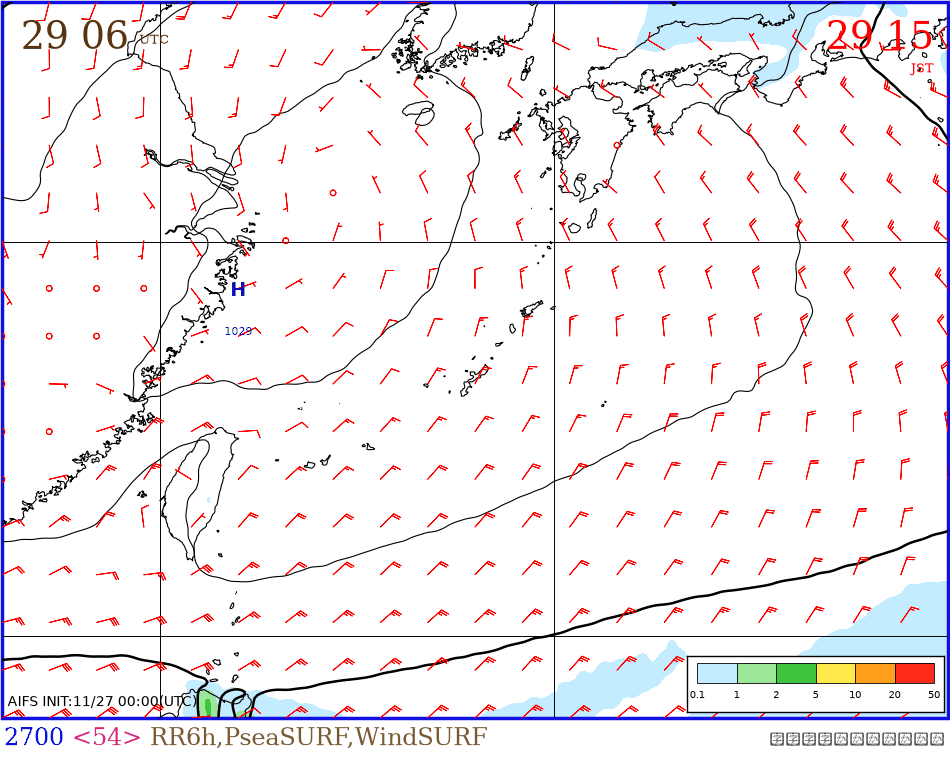 29 06 UTC
29 15 JST
H
1029
0.1 1 2 5 10 20 50
AIFS INIT:11/27 00:00(UTC)
2700 <54> RR6h,PseaSURF,WindSURF